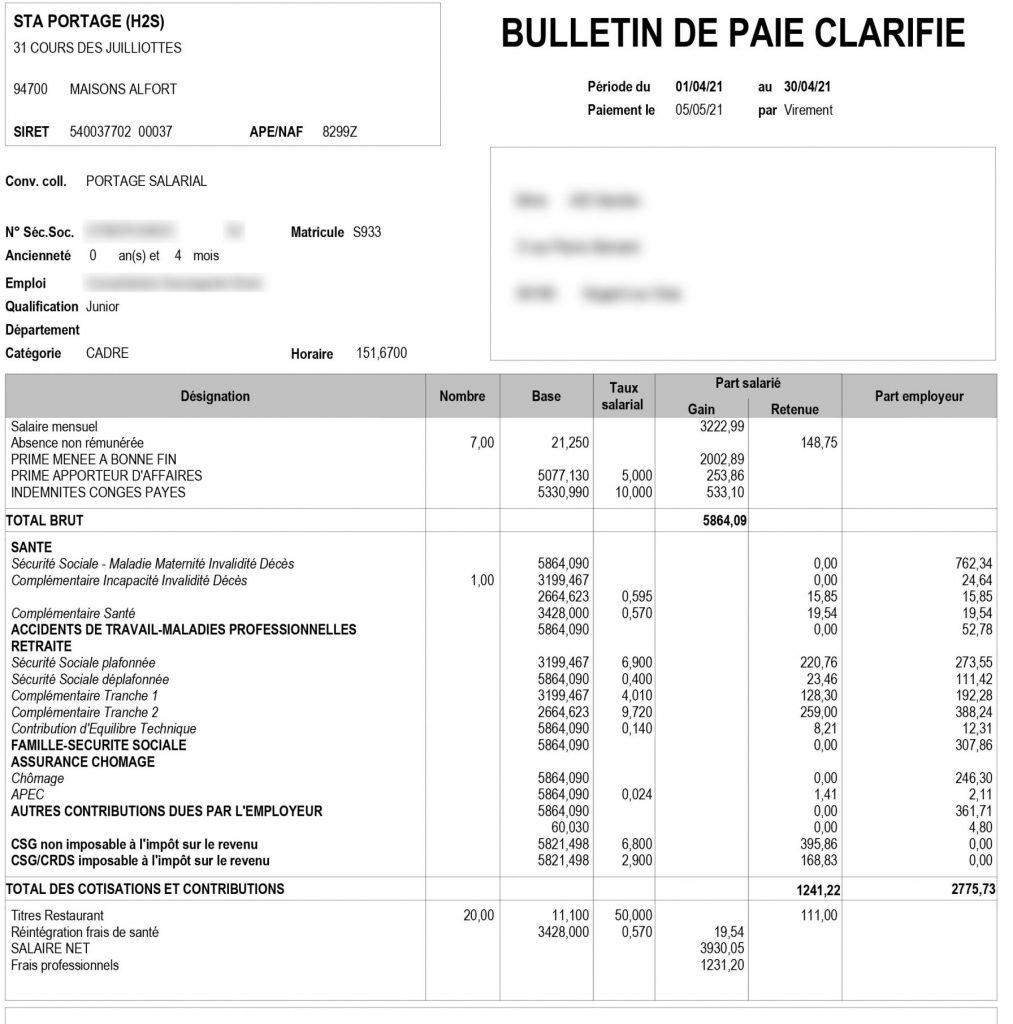 STA PORTAGE (H2S)
31 COURS DES JUILLIOTTES
94700 MAISONS ALFORT
SIRET 540037702 00037 APE/NAF 8299Z
BULLETIN DE PAIE CLARIFIE
Période du 01/04/21 au 30/04/21
Paiement le 05/05/21 par Virement
Conv. coll. PORTAGE SALARIAL
N° Séc.Soc. Matricule S933
Ancienneté 0 an(s) et 4 mois
Emploi
Qualification Junior
Département
Catégorie CADRE Horaire 151,6700
Désignation Nombre Base Taux salarial Part salarié Part employeur
Gain Retenue
Salaire mensuel 3222,99
Absence non rémunérée 7,00 21,250 148,75
PRIME MENEE A BONNE FIN 2002,89
PRIME APPORTEUR D'AFFAIRES 5077,130 5,000 253,86
INDEMNITES CONGES PAYES 5330,990 10,000 533,10
TOTAL BRUT 5864,09
SANTE
Sécurité Sociale - Maladie Maternité Invalidité Décès 5864,090 0,00 762,34
Complémentaire Incapacité Invalidité Décès 1,00 3199,467 0,00 24,64
2664,623 0,595 15,85 15,85
Complémentaire Santé 3428,000 0,570 19,54 19,54
ACCIDENTS DE TRAVAIL-MALADIES PROFESSIONNELLES 5864,090 0,00 52,78
RETRAITE
Sécurité Sociale plafonnée 3199,467 6,900 220,76 273,55
Sécurité Sociale déplafonnée 5864,090 0,400 23,46 111,42
Complémentaire Tranche 1 3199,467 4,010 128,30 192,28
Complémentaire Tranche 2 2664,623 9,720 259,00 388,24
Contribution d'Equilibre Technique 5864,090 0,140 8,21 12,31
FAMILLE-SECURITE SOCIALE 5864,090 0,00 307,86
ASSURANCE CHOMAGE
Chômage 5864,090 0,00 246,30
APEC 5864,090 0,024 1,41 2,11
AUTRES CONTRIBUTIONS DUES PAR L'EMPLOYEUR 5864,090 0,00 361,71
60,030 0,00 4,80
CSG non imposable à l'impôt sur le revenu 5821,498 6,800 395,86 0,00
CSG/CRDS imposable à l'impôt sur le revenu 5821,498 2,900 168,83 0,00
TOTAL DES COTISATIONS ET CONTRIBUTIONS 1241,22 2775,73
Titres Restaurant 20,00 11,100 50,000 111,00
Réintégration frais de santé 3428,000 0,570 19,54
SALAIRE NET 3930,05
Frais professionnels 1231,20